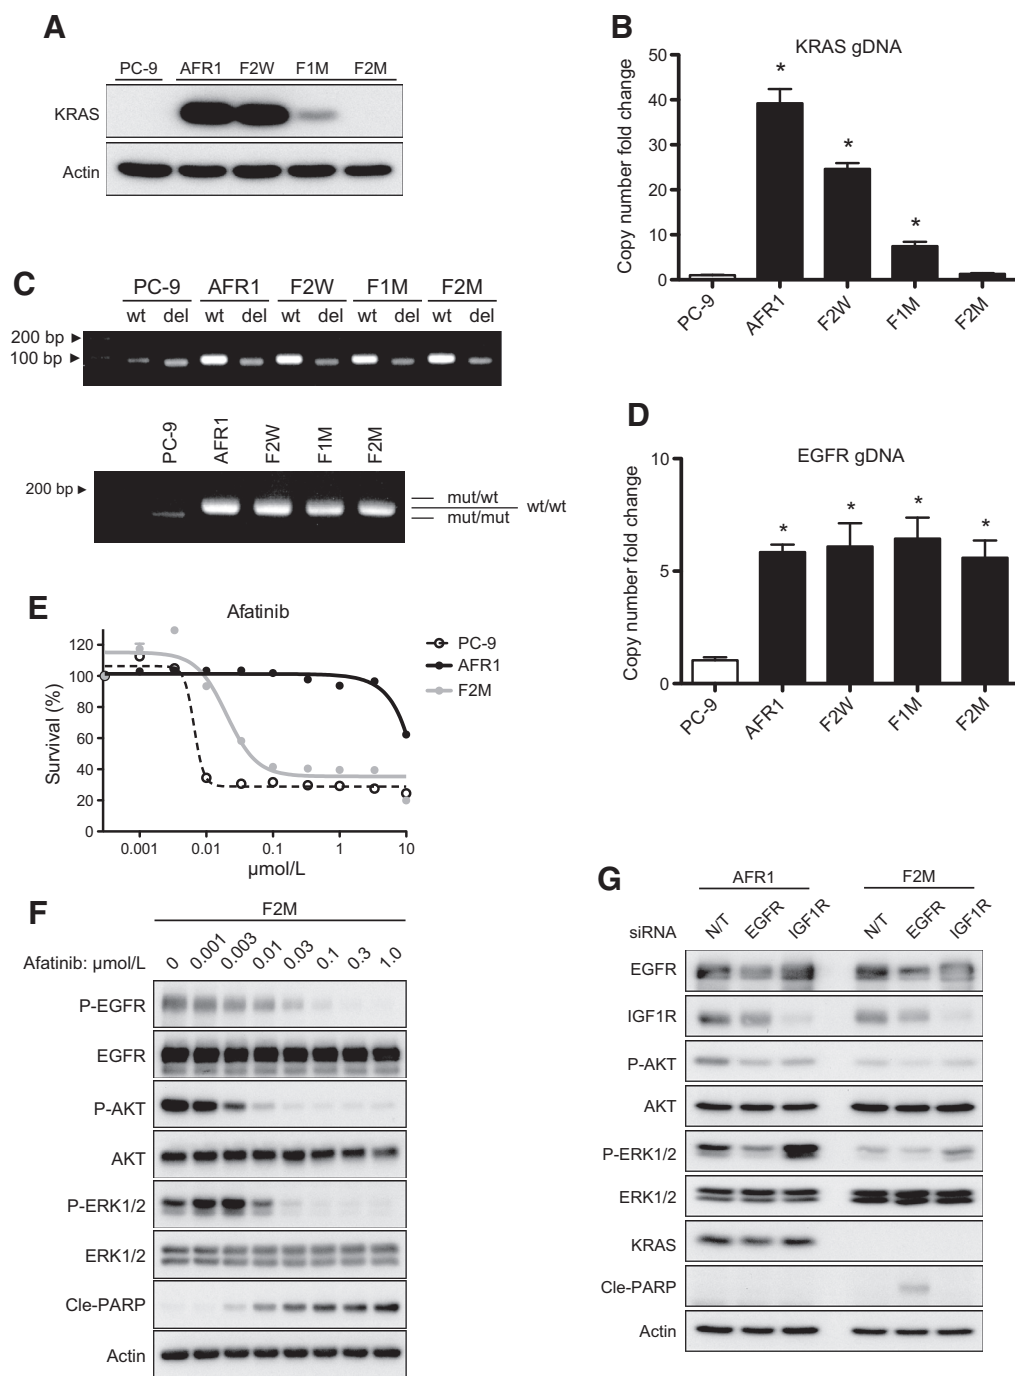 A
PC-9 AFR1 F2W F1M F2M
KRAS
Actin
B
KRAS gDNA
Copy number fold change
50
40
30
20
10
0
* * *
PC-9 AFR1 F2W F1M F2M
C
PC-9 AFR1 F2W F1M F2M
wt del wt del wt del wt del wt del
200 bp ►
100 bp ►
PC-9 AFR1 F2W F1M F2M
200 bp ►
mut/wt
wt/wt
mut/mut
D
EGFR gDNA
Copy number fold change
10
5
0
* * * *
PC-9 AFR1 F2W F1M F2M
E
Afatinib
Survival (%)
120
100
80
60
40
20
0
0.001 0.01 0.1 1 10
µmol/L
PC-9
AFR1
F2M
F
F2M
Afatinib: µmol/L 0 0.001 0.003 0.01 0.03 0.1 0.3 1.0
P-EGFR
EGFR
P-AKT
AKT
P-ERK1/2
ERK1/2
Cle-PARP
Actin
G
AFR1 F2M
siRNA N/T EGFR IGF1R N/T EGFR IGF1R
EGFR
IGF1R
P-AKT
AKT
P-ERK1/2
ERK1/2
KRAS
Cle-PARP
Actin